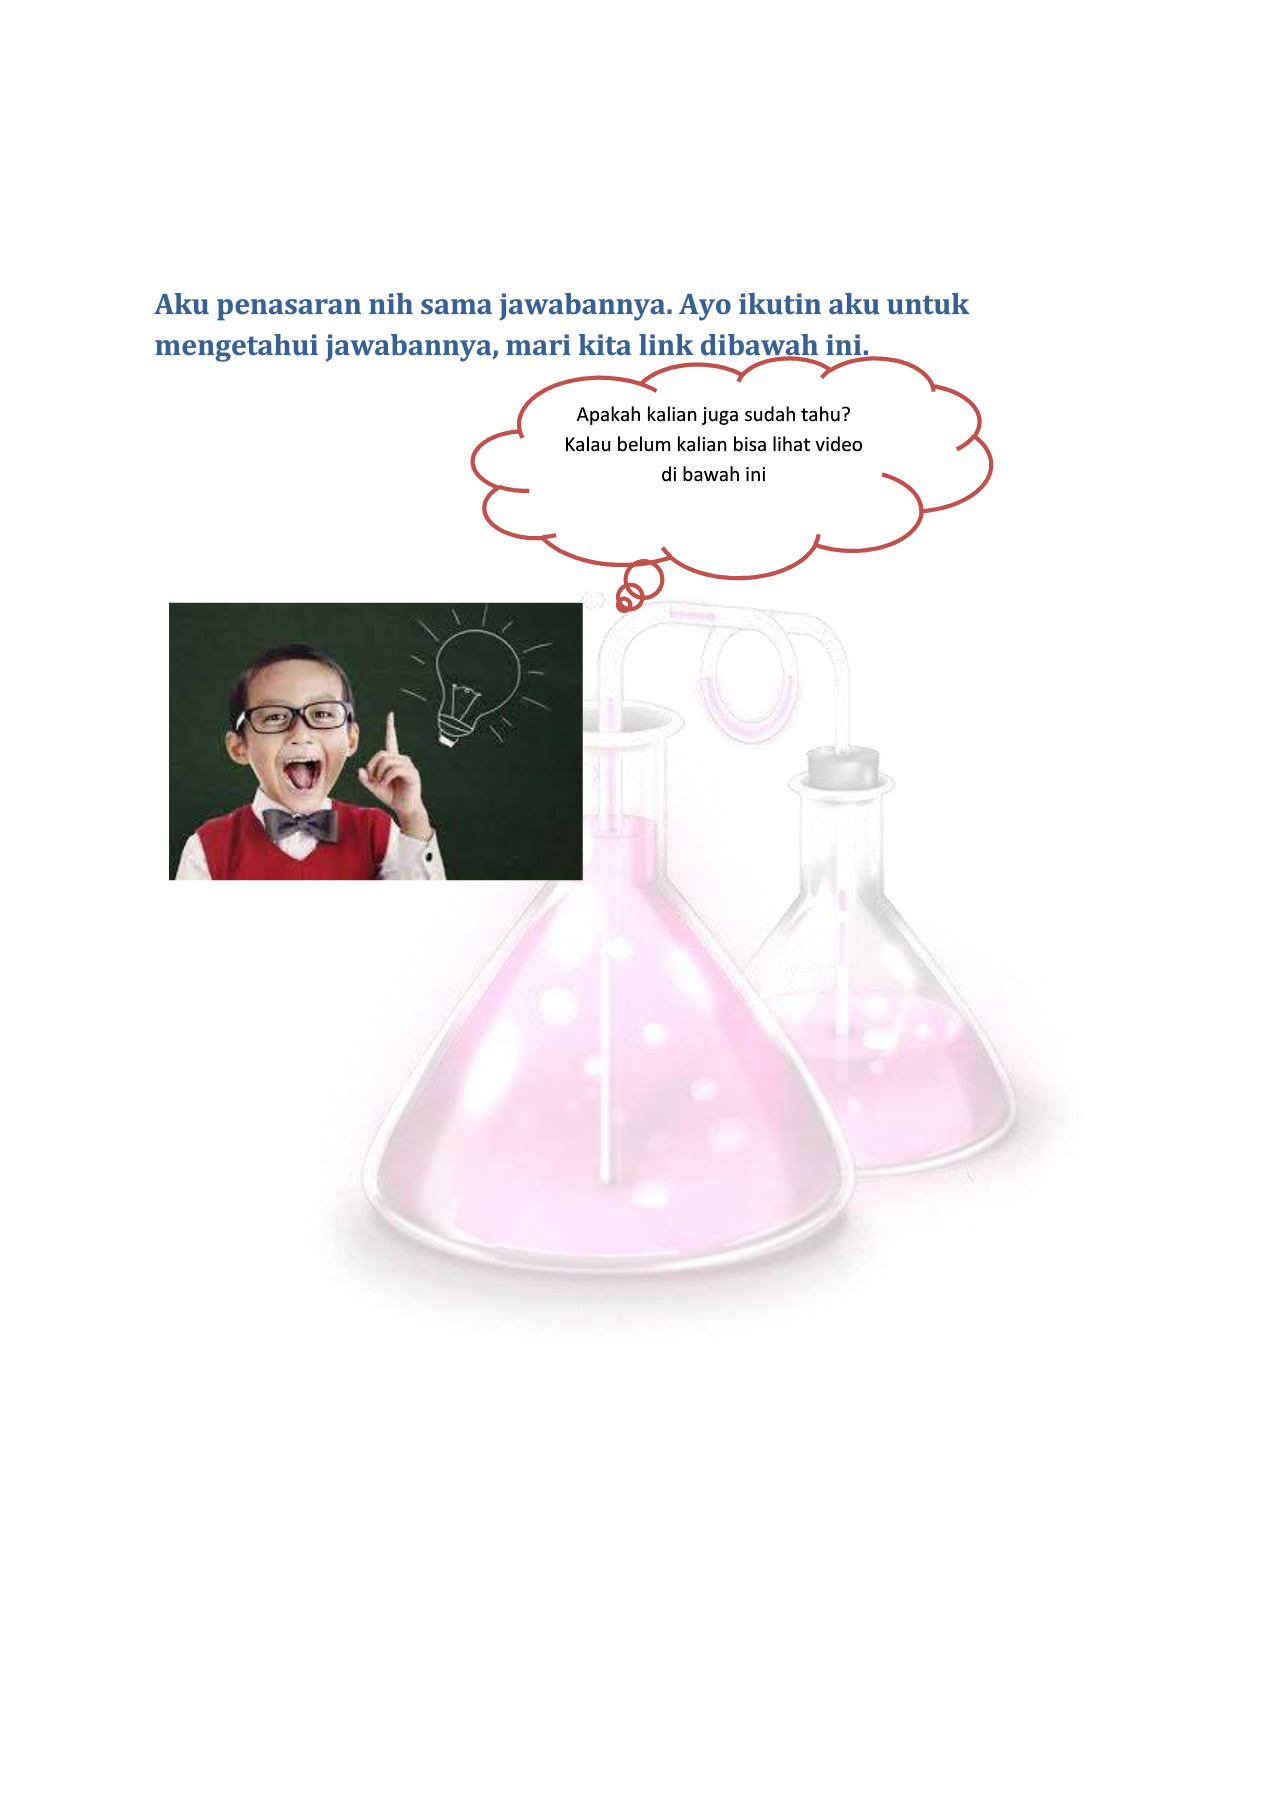 Aku penasaran nih sama jawabannya. Ayo ikutin aku untuk
mengetahui jawabannya, mari kita link dibawah ini.
Apakah kalian juga sudah tahu?
Kalau belum kalian bisa lihat video
di bawah ini